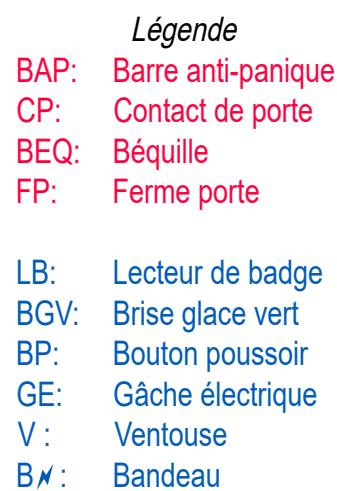 Légende
BAP: Barre anti-panique
CP: Contact de porte
BEQ: Béquille
FP: Ferme porte
LB: Lecteur de badge
BGV: Brise glace vert
BP: Bouton poussoir
GE: Gâche électrique
V : Ventouse
B⚡: Bandeau